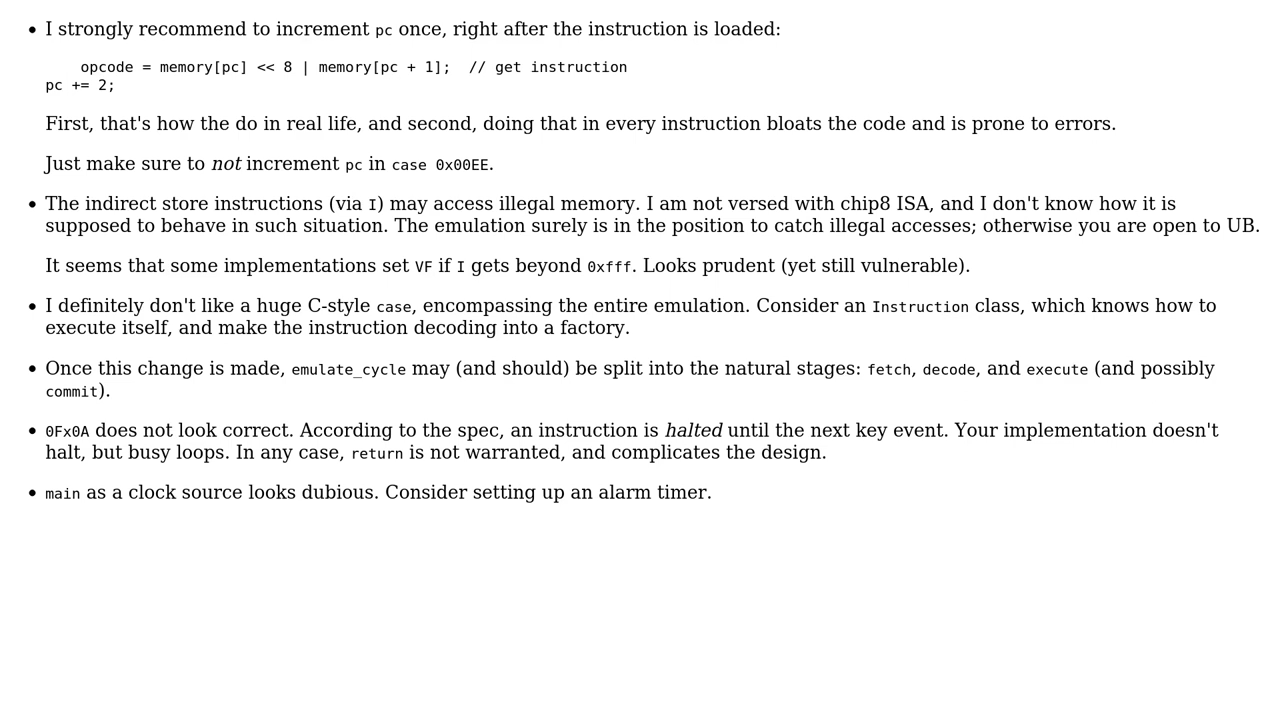 • I strongly recommend to increment pc once, right after the instruction is loaded:
opcode = memory[pc] << 8 | memory[pc + 1];  // get instruction
pc += 2;
First, that's how the do in real life, and second, doing that in every instruction bloats the code and is prone to errors.
Just make sure to not increment pc in case 0x00EE.
• The indirect store instructions (via I) may access illegal memory. I am not versed with chip8 ISA, and I don't know how it is
supposed to behave in such situation. The emulation surely is in the position to catch illegal accesses; otherwise you are open to UB.
It seems that some implementations set VF if I gets beyond 0xfff. Looks prudent (yet still vulnerable).
• I definitely don't like a huge C-style case, encompassing the entire emulation. Consider an Instruction class, which knows how to
execute itself, and make the instruction decoding into a factory.
• Once this change is made, emulate_cycle may (and should) be split into the natural stages: fetch, decode, and execute (and possibly
commit).
• 0Fx0A does not look correct. According to the spec, an instruction is halted until the next key event. Your implementation doesn't
halt, but busy loops. In any case, return is not warranted, and complicates the design.
• main as a clock source looks dubious. Consider setting up an alarm timer.